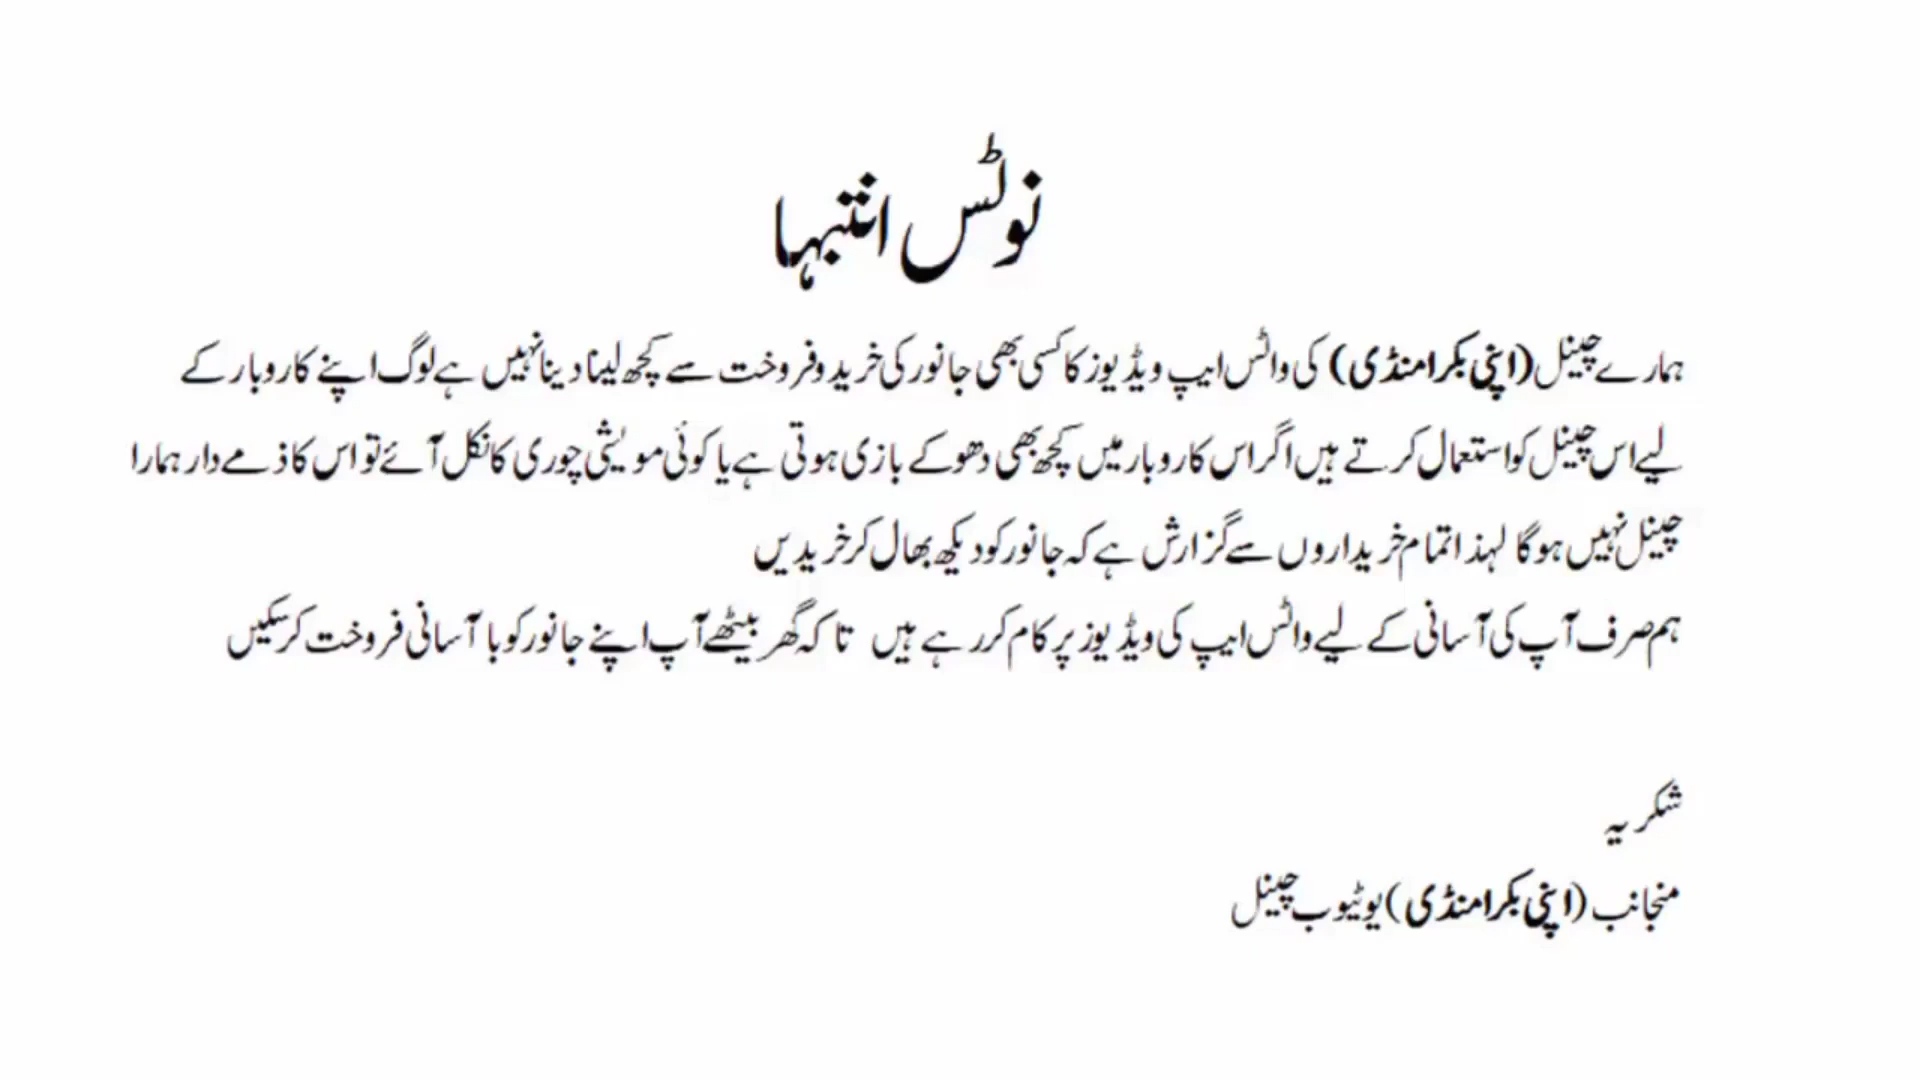 نوٹس انتبہا
ہمارے چینل (اپنی بکرا منڈی) کی واٹس ایپ ویڈیوز کا کسی بھی جانور کی خرید و فروخت سے کچھ لینا دینا نہیں ہے لوگ اپنے کاروبار کے
لیے اس چینل کو استعمال کرتے ہیں اگر اس کاروبار میں کچھ بھی دھوکے بازی ہوتی ہے یا کوئی مویشی چوری کا نکل آئے تو اس کا ذمے دار ہمارا
چینل نہیں ہوگا لہذا تمام خریداروں سے گزارش ہے کہ جانور کو دیکھ بھال کر خریدیں
ہم صرف آپ کی آسانی کے لیے واٹس ایپ کی ویڈیوز پر کام کر رہے ہیں تا کہ گھر بیٹھے آپ اپنے جانور کو با آسانی فروخت کر سکیں
شکریہ
منجانب (اپنی بکرا منڈی) یوٹیوب چینل